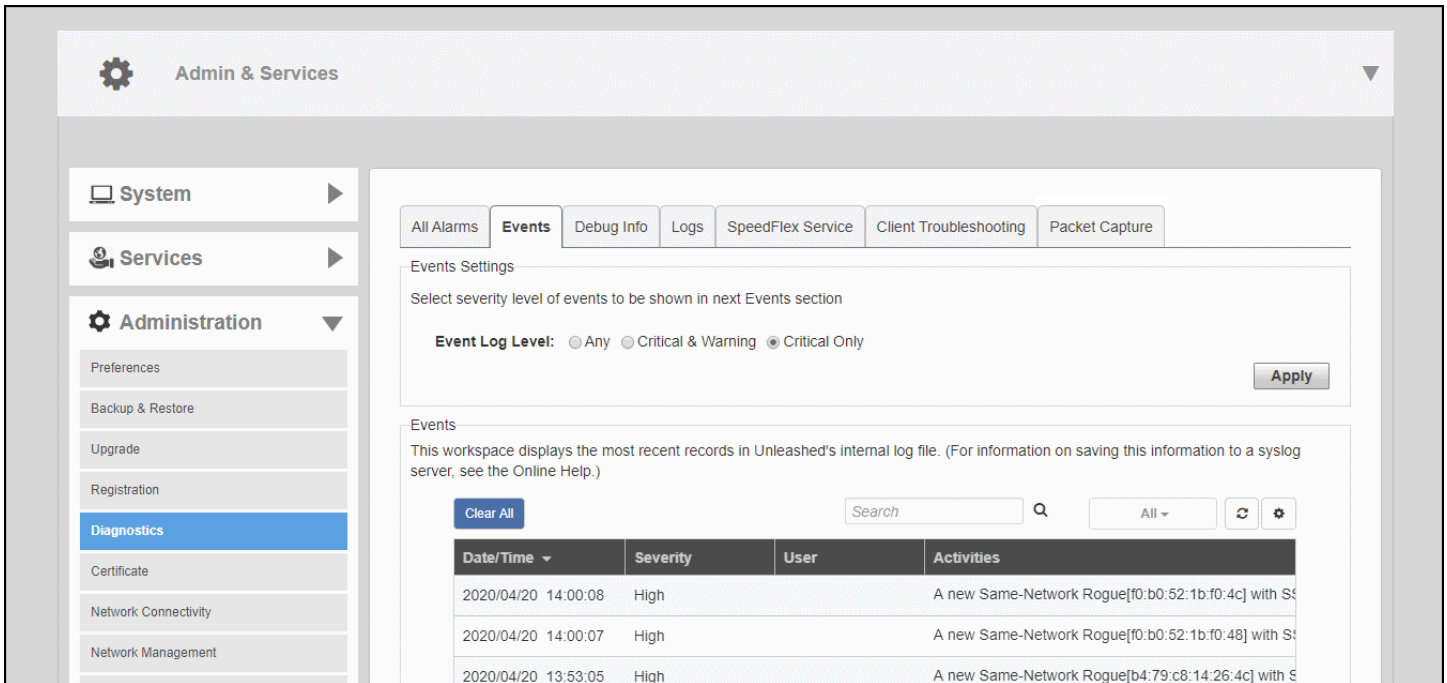 Admin & Services
System
Services
Administration
Preferences
Backup & Restore
Upgrade
Registration
Diagnostics
Certificate
Network Connectivity
Network Management
All Alarms Events Debug Info Logs SpeedFlex Service Client Troubleshooting Packet Capture
Events Settings
Select severity level of events to be shown in next Events section
Event Log Level: Any Critical & Warning Critical Only
Apply
Events
This workspace displays the most recent records in Unleashed's internal log file. (For information on saving this information to a syslog
server, see the Online Help.)
Clear All Search All
Date/Time Severity User Activities
2020/04/20 14:00:08 High A new Same-Network Rogue[f0:b0:52:1b:f0:4c] with
2020/04/20 14:00:07 High A new Same-Network Rogue[f0:b0:52:1b:f0:48] with
2020/04/20 13:53:05 High A new Same-Network Rogue[b4:79:c8:14:26:4c] with